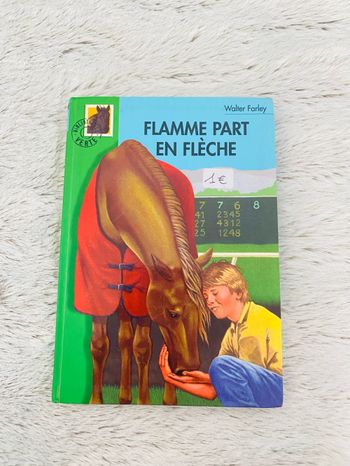 Walter Farley
BIBLIOTHÈQUE
VERTE
FLAMME PART
EN FLÈCHE
1€
7 7 6 8
41 2345
27 4312
25 1248